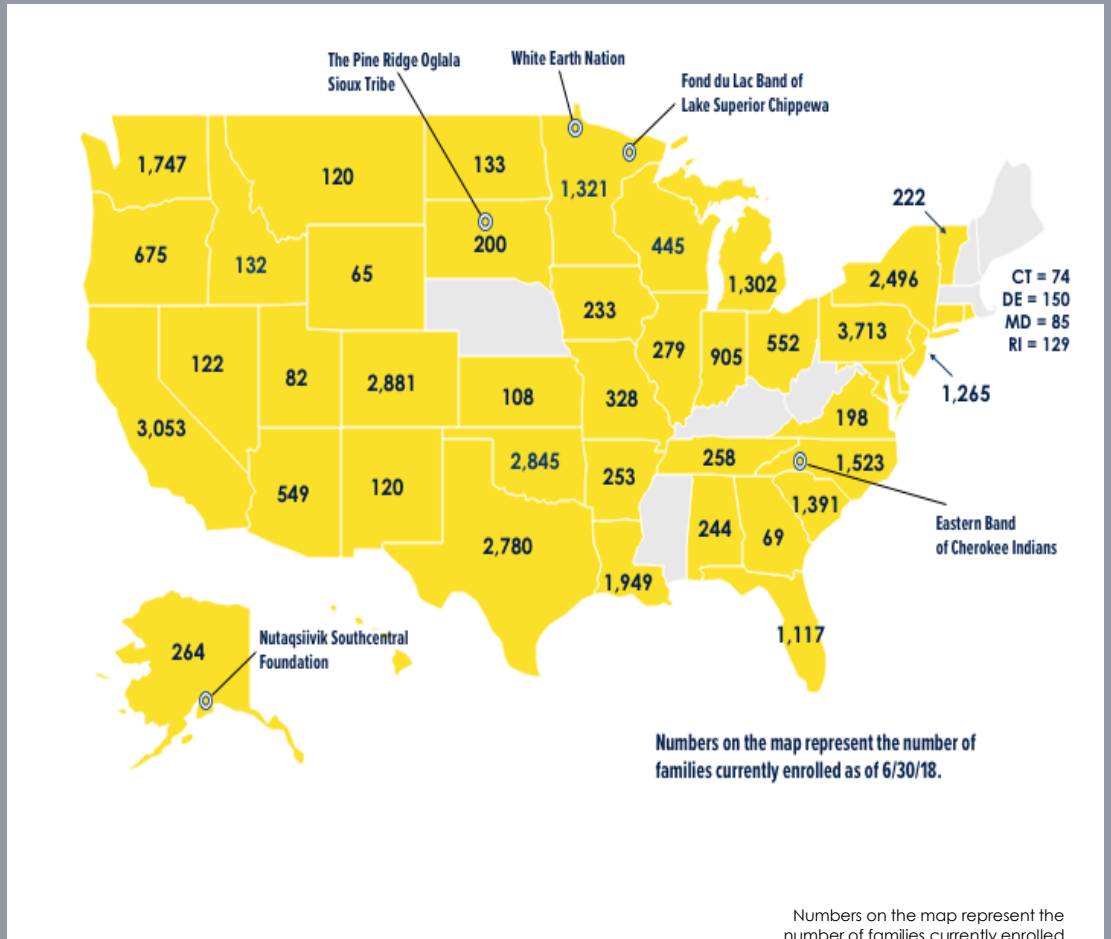 The Pine Ridge Oglala
Sioux Tribe
White Earth Nation
Fond du Lac Band of
Lake Superior Chippewa
1,747
120
133
1,321
222
675
132
65
200
445
1,302
2,496
CT = 74
DE = 150
MD = 85
RI = 129
3,713
1,265
122
82
2,881
233
279
905
552
108
328
198
3,053
549
120
2,845
253
258
1,523
1,391
Eastern Band
of Cherokee Indians
2,780
1,949
244
69
1,117
264
Nutaqsiivik Southcentral
Foundation
Numbers on the map represent the number of
families currently enrolled as of 6/30/18.
Numbers on the map represent the
number of families currently enrolled